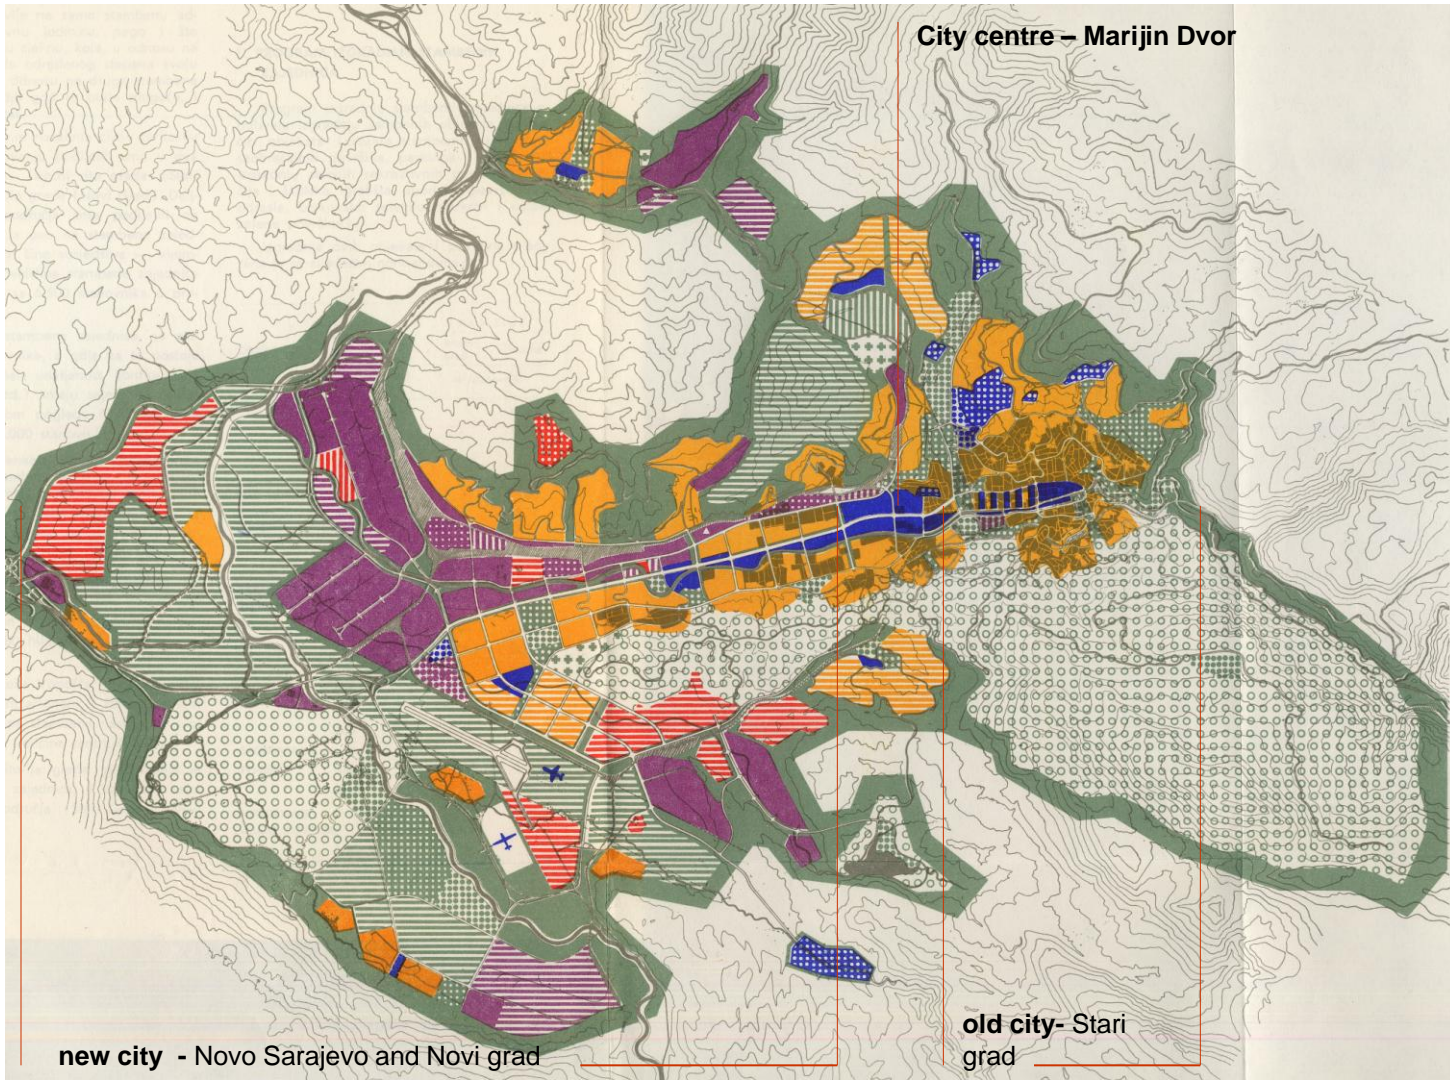 City centre – Marijin Dvor
old city- Stari
grad
new city - Novo Sarajevo and Novi grad